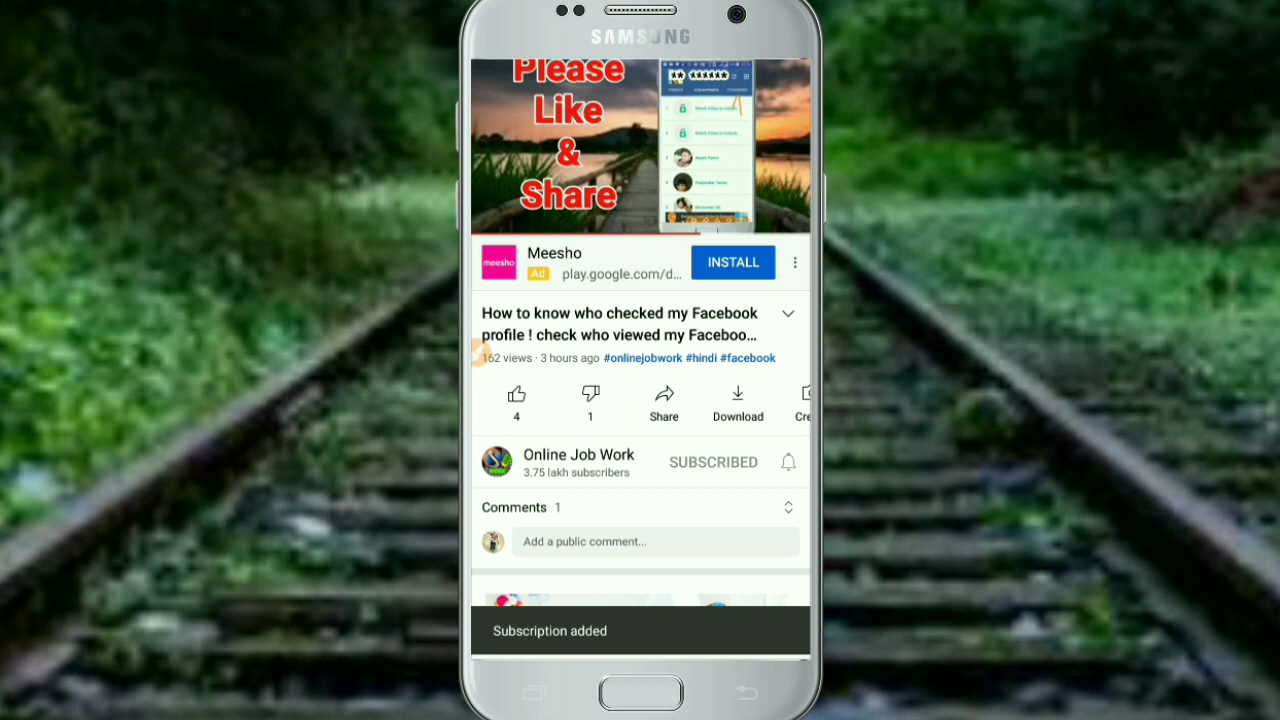 SAMSUNG
Please
Like
&
Share
meesho
Meesho
Ad play.google.com/d...
INSTALL
How to know who checked my Facebook
profile ! check who viewed my Faceboo...
162 views · 3 hours ago #onlinejobwork #hindi #facebook
4
1
Share
Download
Cre
Online Job Work
3.75 lakh subscribers
SUBSCRIBED
Comments 1
Add a public comment...
Subscription added